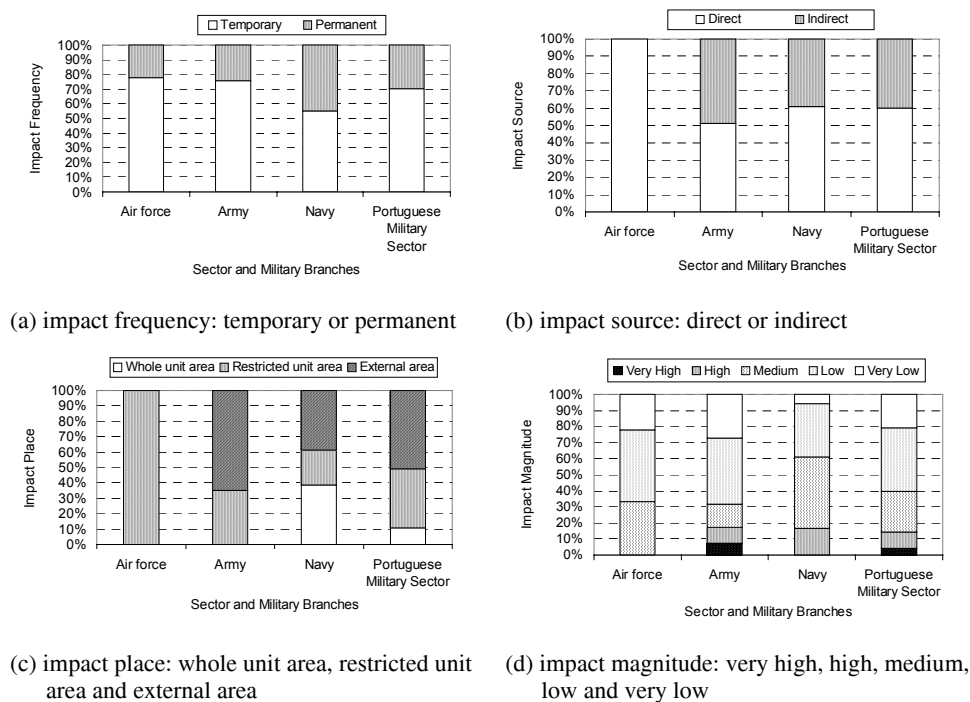 Temporary Permanent
100%
90%
80%
70%
60%
50%
40%
30%
20%
10%
0%
Impact Frequency
Air force Army Navy Portuguese
Military
Sector
Sector and Military Branches
(a) impact frequency: temporary or permanent
Direct Indirect
100%
90%
80%
70%
60%
50%
40%
30%
20%
10%
0%
Impact Source
Air force Army Navy Portuguese
Military Sector
Sector and Military Branches
(b) impact source: direct or indirect
Whole unit area Restricted unit area External area
100%
90%
80%
70%
60%
50%
40%
30%
20%
10%
0%
Impact Place
Air force Army Navy Portuguese
Military Sector
Sector and Military Branches
(c) impact place: whole unit area, restricted unit
area and external area
Very High High Medium Low Very Low
100%
90%
80%
70%
60%
50%
40%
30%
20%
10%
0%
Impact Magnitude
Air force Army Navy Portuguese
Military Sector
Sector and Military Branches
(d) impact magnitude: very high, high, medium,
low and very low